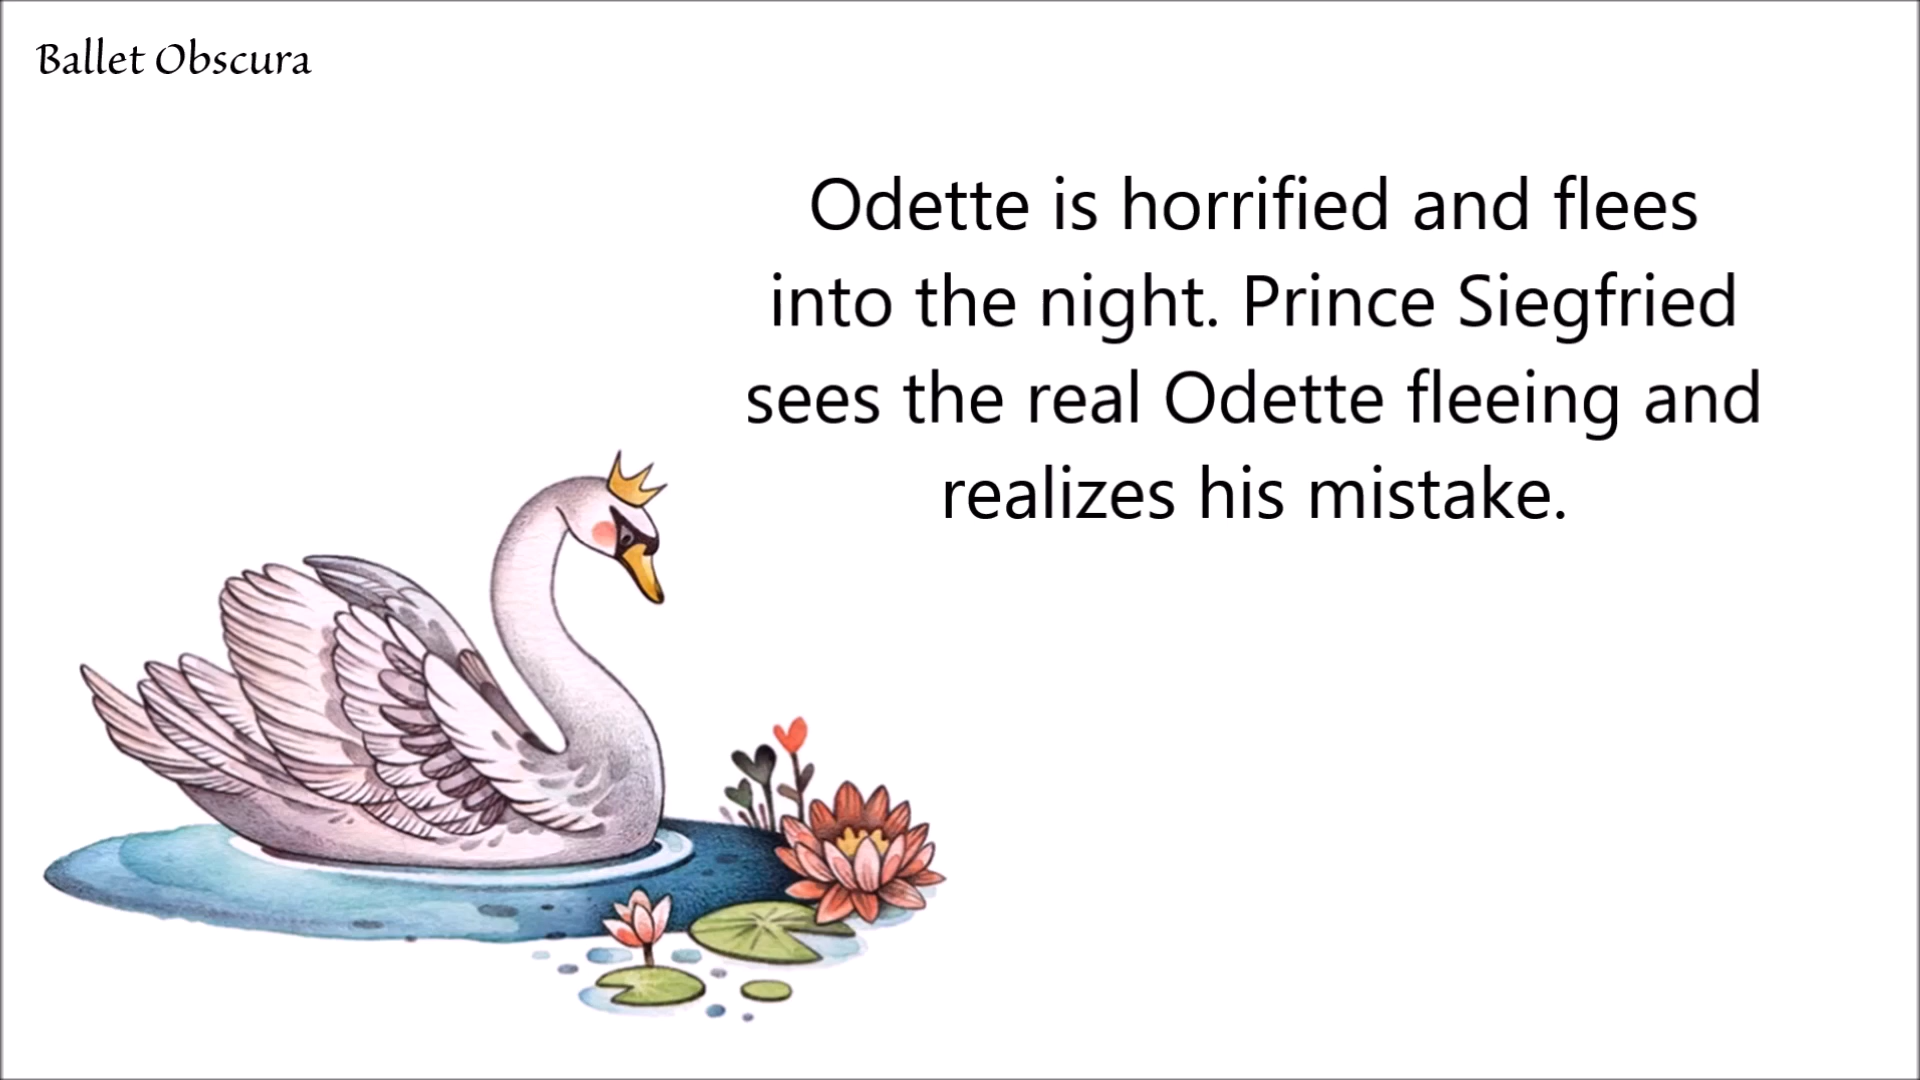 Ballet Obscura
Odette is horrified and flees
into the night. Prince Siegfried
sees the real Odette fleeing and
realizes his mistake.